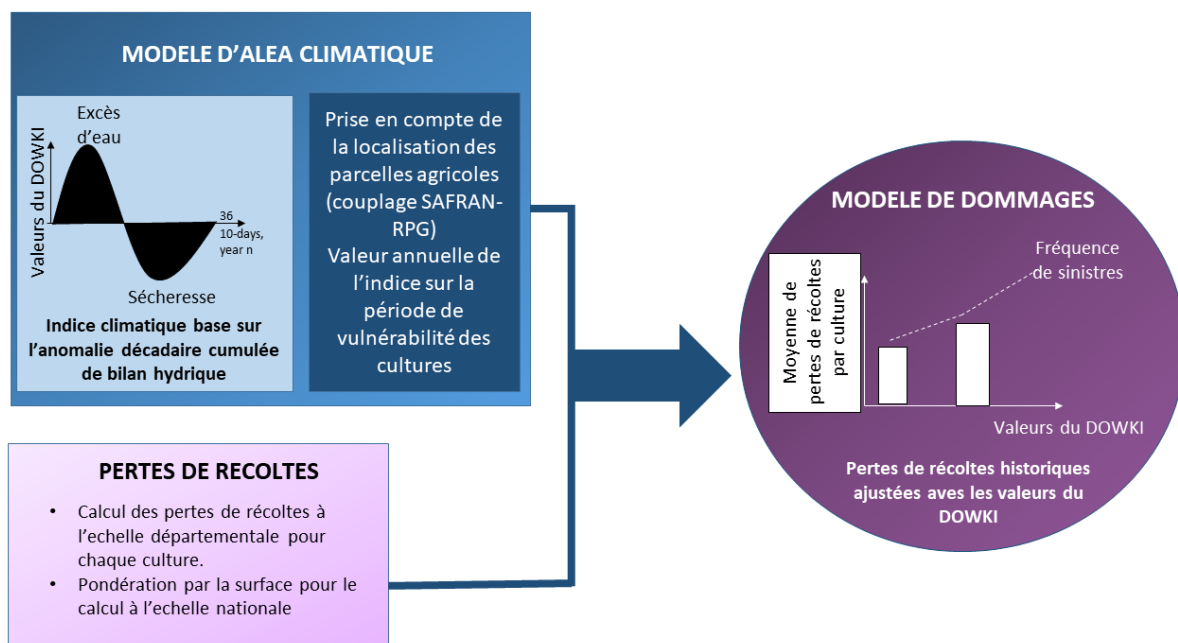 MODELE D'ALEA CLIMATIQUE
Valeurs du DOWKI
Excès
d'eau
36
10-days,
year n
Sécheresse
Indice climatique base sur
l'anomalie décadaire cumulée
de bilan hydrique
Prise en compte de
la localisation des
parcelles agricoles
(couplage SAFRAN-
RPG)
Valeur annuelle de
l'indice sur la
période de
vulnérabilité des
cultures
PERTES DE RECOLTES
• Calcul des pertes de récoltes à
l'echelle départementale pour
chaque culture.
• Pondération par la surface pour le
calcul à l'echelle nationale
MODELE DE DOMMAGES
Moyenne de
pertes de récoltes
par culture
Fréquence
de sinistres
Valeurs du DOWKI
Pertes de récoltes historiques
ajustées aves les valeurs du
DOWKI